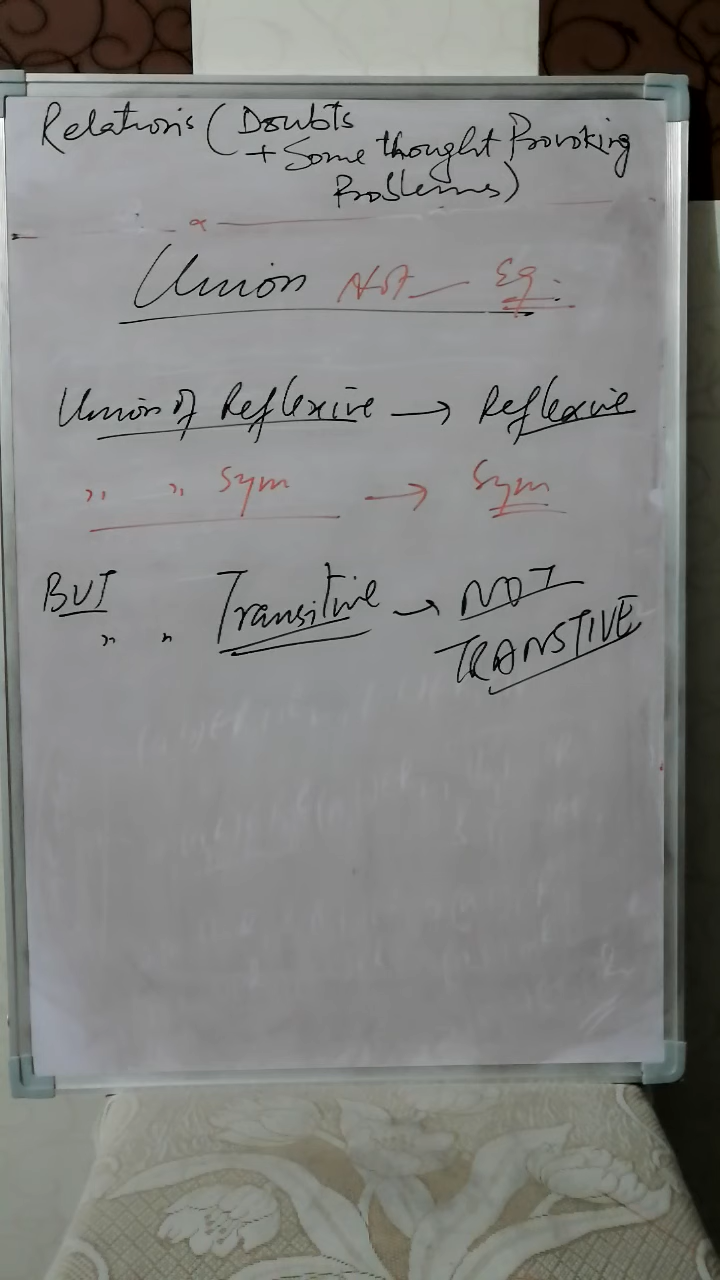 Relations (Doubts
+ Some thought Provoking
Problems)
Union Not Eq.
Union of Reflexive → Reflexive
" " Sym → Sym
BUT
" " Transitive → NOT
TRANSTIVE